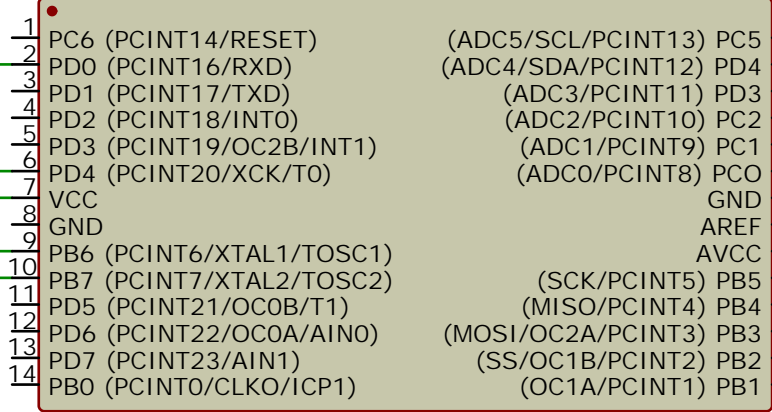 1 PC6 (PCINT14/RESET) (ADC5/SCL/PCINT13) PC5
2 PD0 (PCINT16/RXD) (ADC4/SDA/PCINT12) PD4
3 PD1 (PCINT17/TXD) (ADC3/PCINT11) PD3
4 PD2 (PCINT18/INT0) (ADC2/PCINT10) PC2
5 PD3 (PCINT19/OC2B/INT1) (ADC1/PCINT9) PC1
6 PD4 (PCINT20/XCK/T0) (ADC0/PCINT8) PCO
7 VCC GND
8 GND AREF
9 PB6 (PCINT6/XTAL1/TOSC1) AVCC
10 PB7 (PCINT7/XTAL2/TOSC2) (SCK/PCINT5) PB5
11 PD5 (PCINT21/OC0B/T1) (MISO/PCINT4) PB4
12 PD6 (PCINT22/OC0A/AIN0) (MOSI/OC2A/PCINT3) PB3
13 PD7 (PCINT23/AIN1) (SS/OC1B/PCINT2) PB2
14 PB0 (PCINT0/CLKO/ICP1) (OC1A/PCINT1) PB1